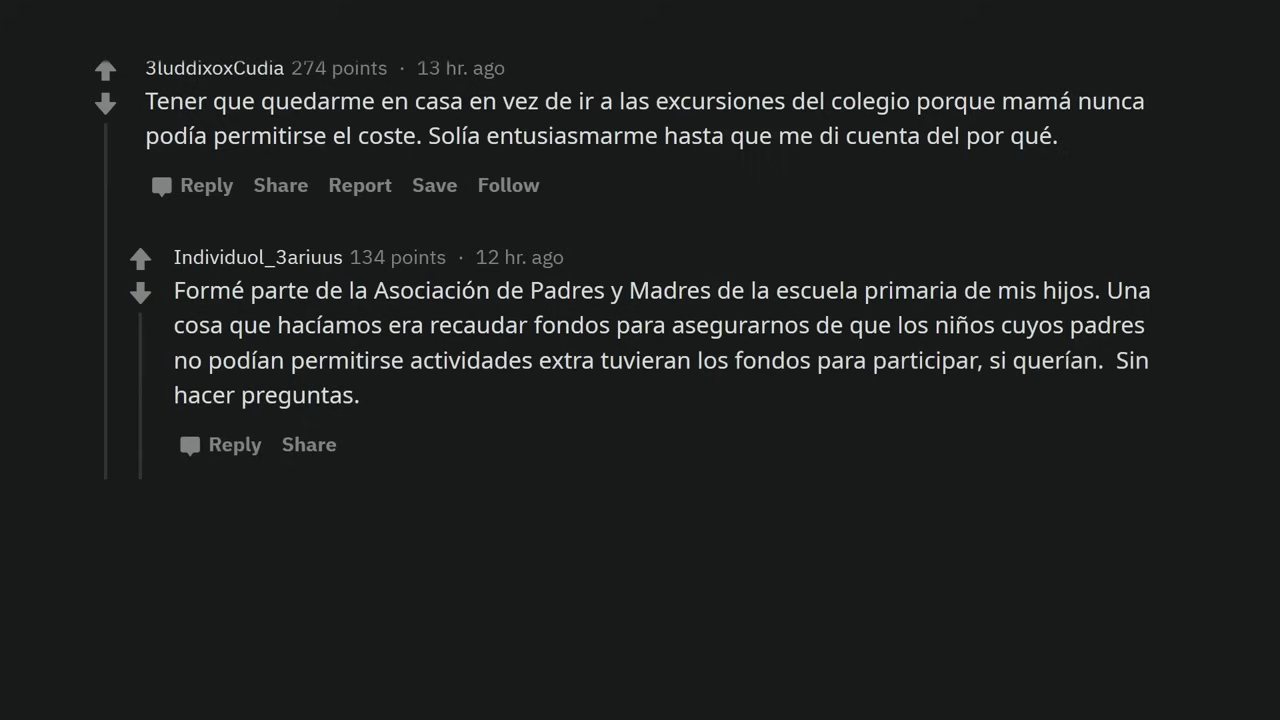 3luddixoxCudia 274 points · 13 hr. ago
Tener que quedarme en casa en vez de ir a las excursiones del colegio porque mamá nunca
podía permitirse el coste. Solía entusiasmarme hasta que me di cuenta del por qué.
Reply Share Report Save Follow
Individuol_3ariuus 134 points · 12 hr. ago
Formé parte de la Asociación de Padres y Madres de la escuela primaria de mis hijos. Una
cosa que hacíamos era recaudar fondos para asegurarnos de que los niños cuyos padres
no podían permitirse actividades extra tuvieran los fondos para participar, si querían.  Sin
hacer preguntas.
Reply Share